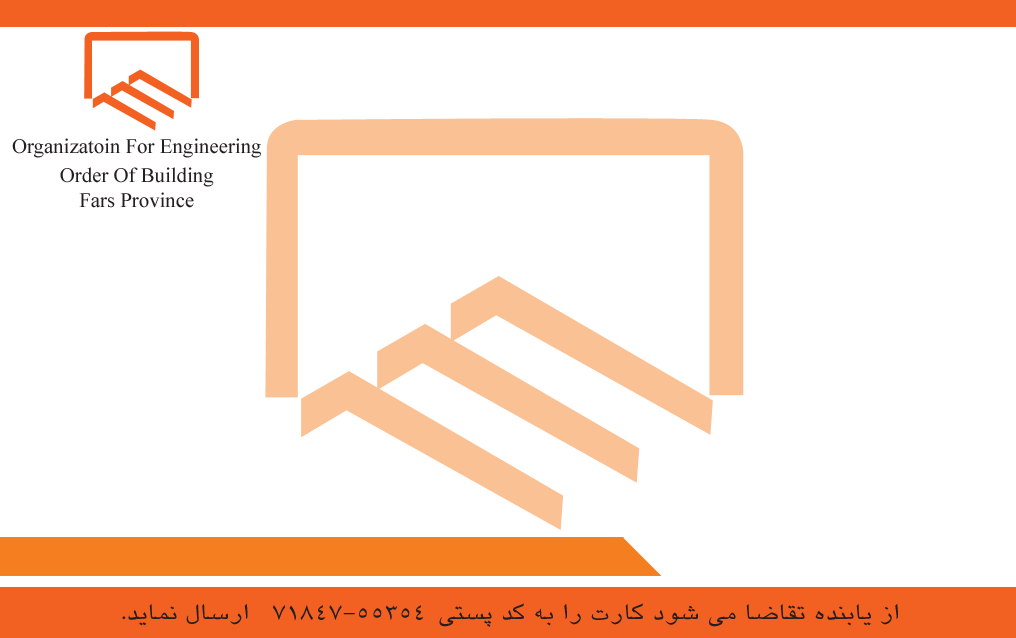 Organizatoin For Engineering
Order Of Building
Fars Province
از یابنده تقاضا می شود کارت را به کد پستی ۵۵۳۵۴-۷۱۸۴۷ ارسال نماید.